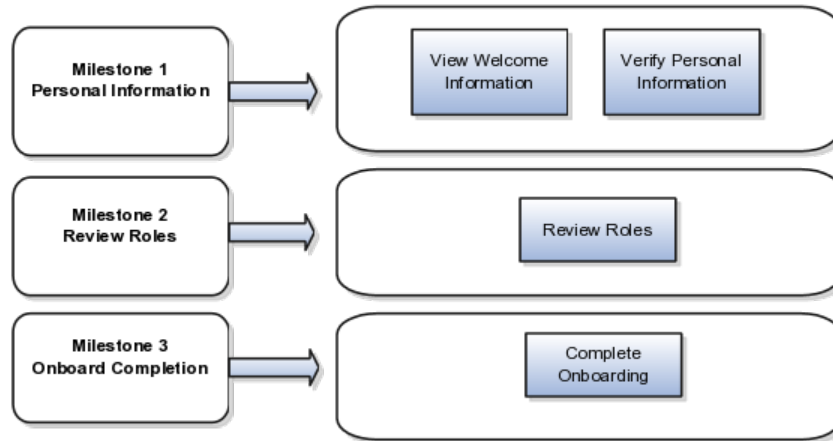 Milestone 1
Personal Information
View Welcome
Information
Verify Personal
Information
Milestone 2
Review Roles
Review Roles
Milestone 3
Onboard Completion
Complete
Onboarding